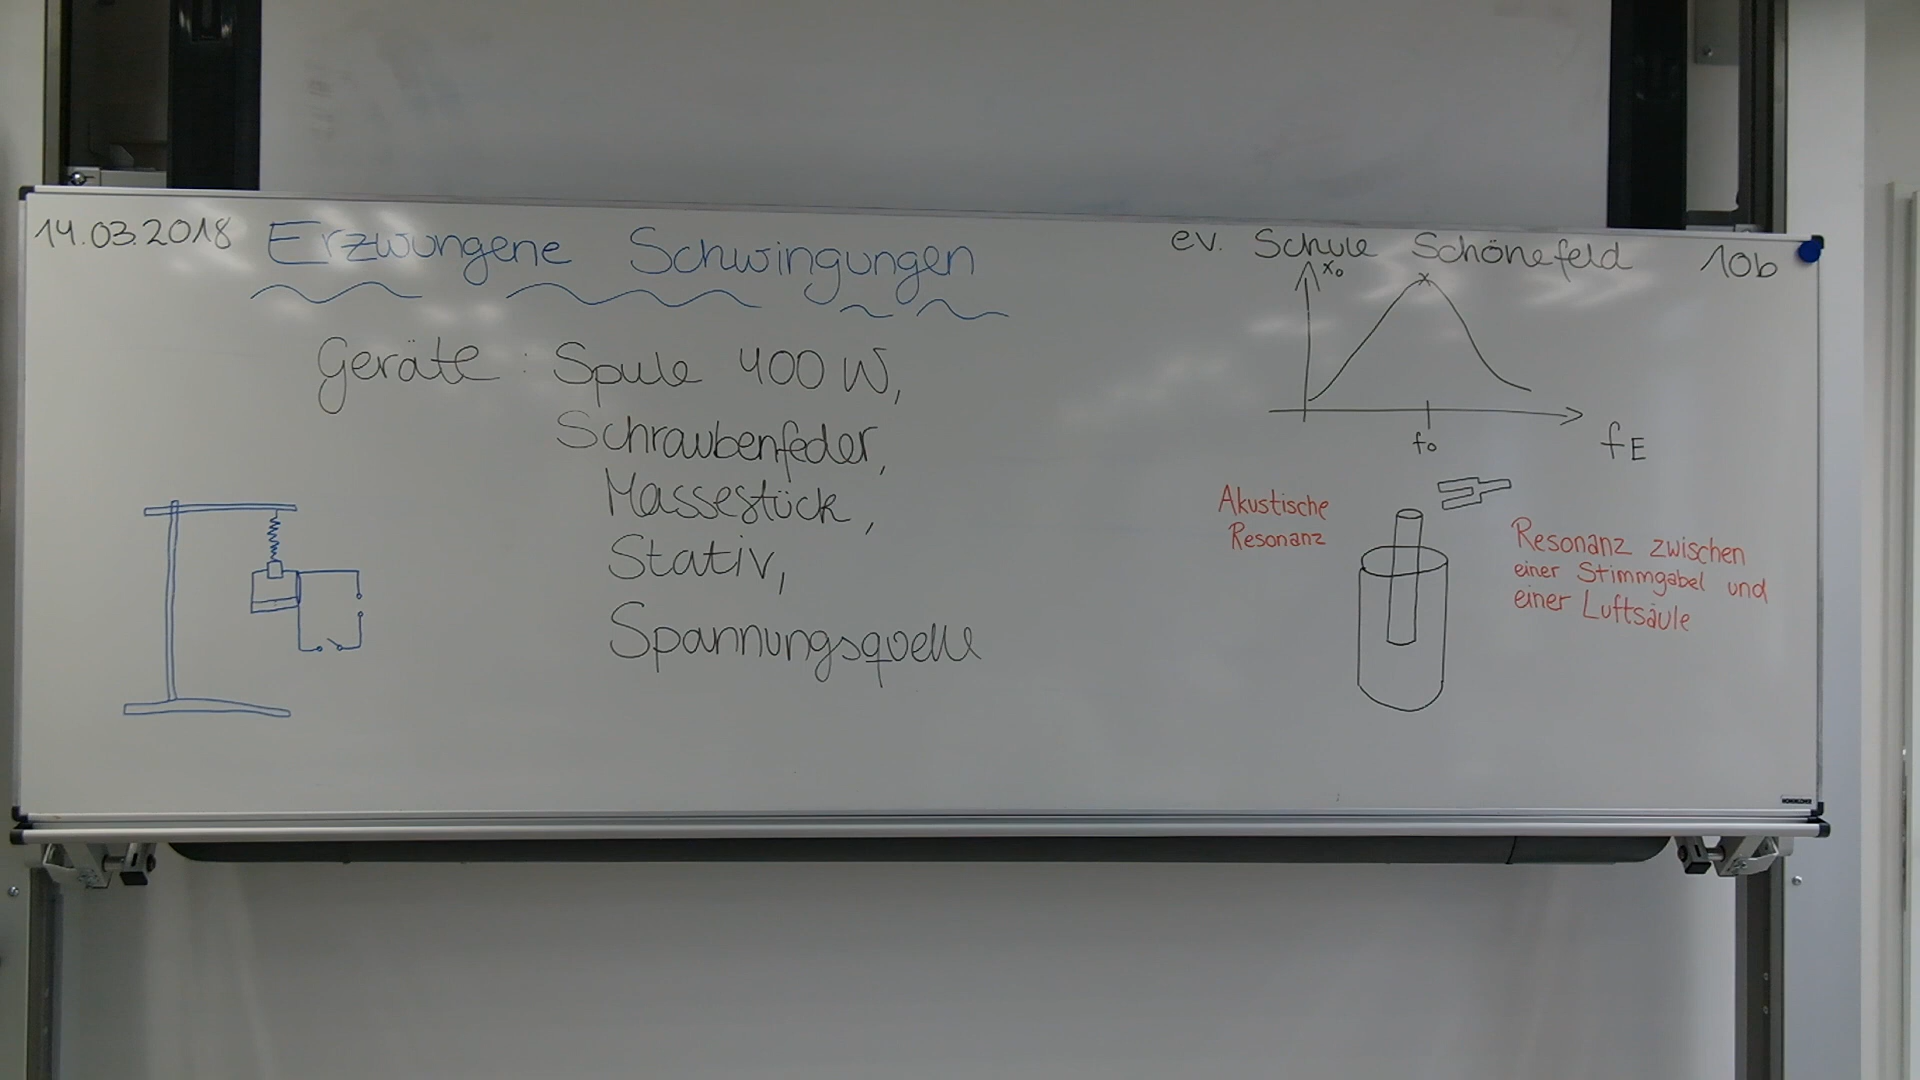 14.03.2018 Erzwungene Schwingungen ev. Schule Schönefeld 10b
Geräte: Spule 400 W,
Schraubenfeder,
Massestück,
Stativ,
Spannungsquelle
x₀
f₀
fE
Akustische
Resonanz
Resonanz zwischen
einer Stimmgabel und
einer Luftsäule